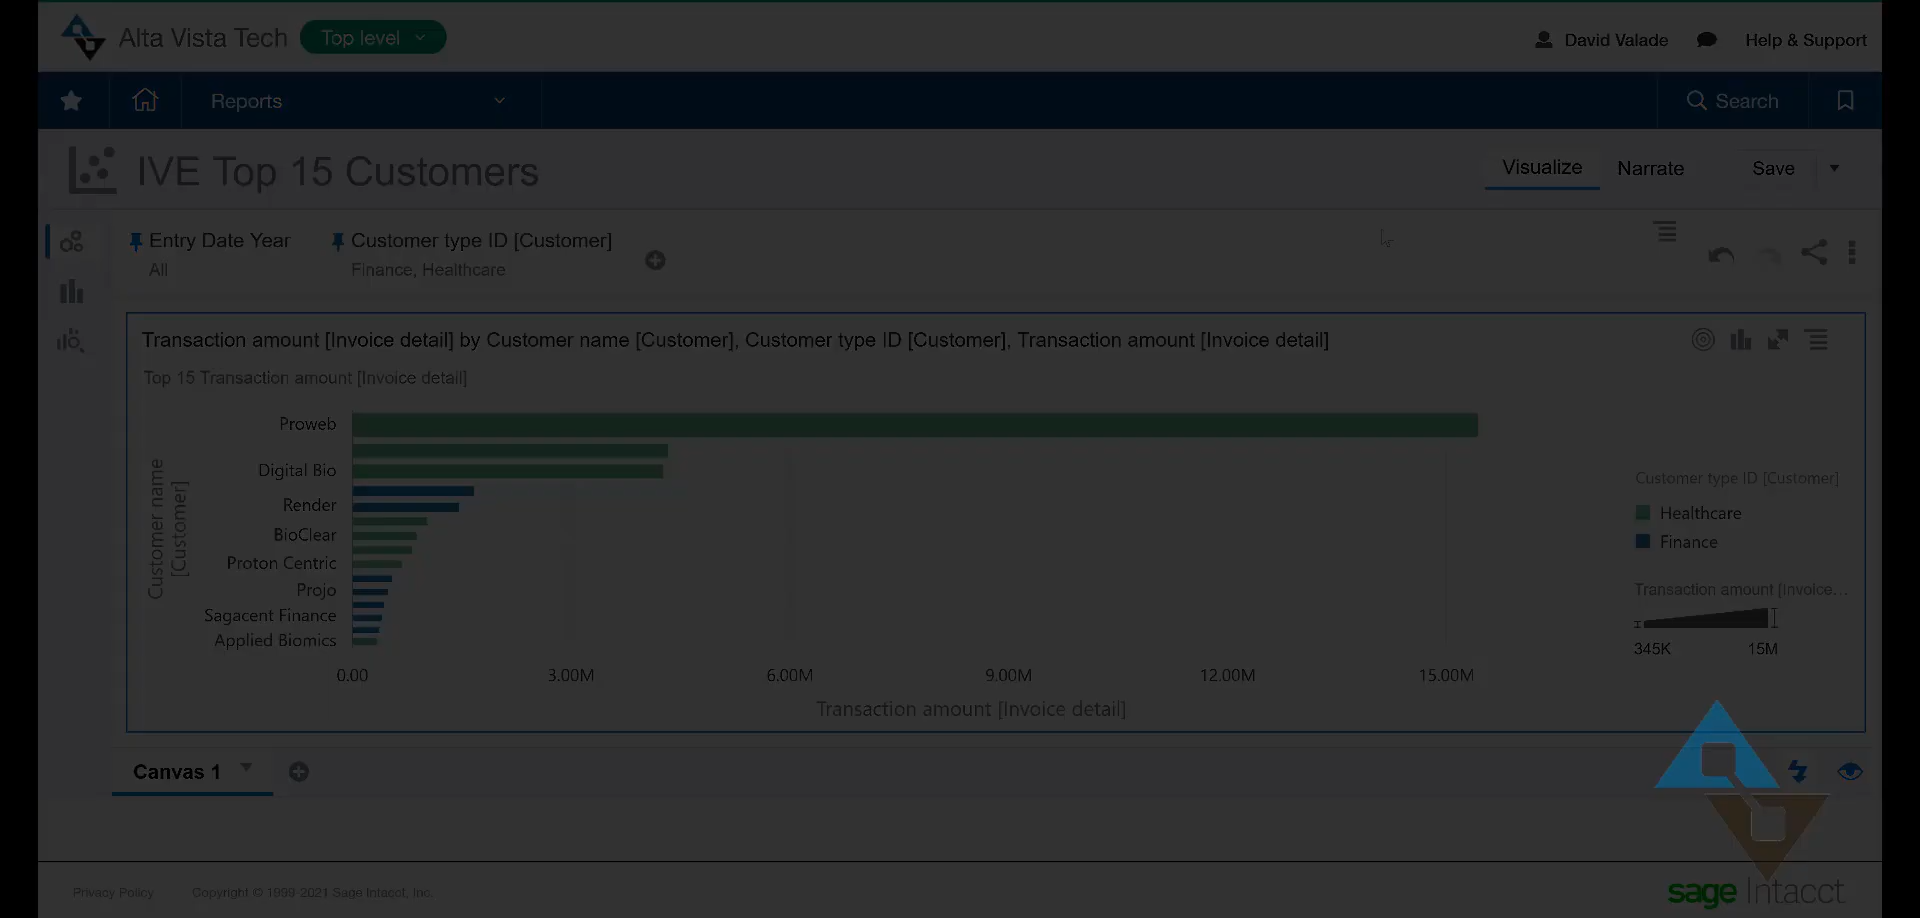 Alta Vista Tech
Top level
David Valade
Help & Support
Reports
Search
IVE Top 15 Customers
Visualize
Narrate
Save
Entry Date Year
All
Customer type ID [Customer]
Finance, Healthcare
Transaction amount [Invoice detail] by Customer name [Customer], Customer type ID [Customer], Transaction amount [Invoice detail]
Top 15 Transaction amount [Invoice detail]
Customer name
[Customer]
Proweb
Digital Bio
Render
BioClear
Proton Centric
Projo
Sagacent Finance
Applied Biomics
0.00
3.00M
6.00M
9.00M
12.00M
15.00M
Transaction amount [Invoice detail]
Customer type ID [Customer]
Healthcare
Finance
Transaction amount [Invoice...
345K
15M
Canvas 1
Privacy Policy
Copyright © 1999-2021 Sage Intacct, Inc.
sage Intacct